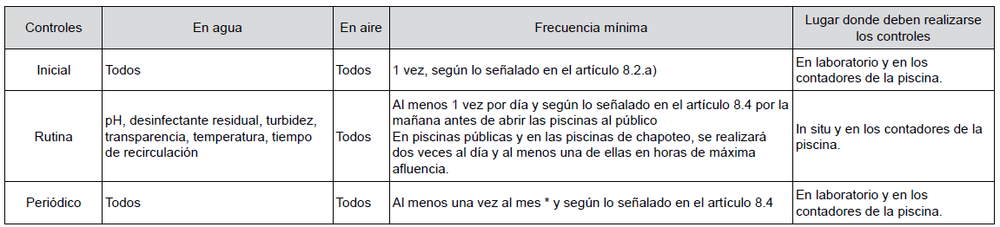 Controles
En agua
En aire
Frecuencia mínima
Lugar donde deben realizarse
los controles
Inicial
Todos
Todos
1 vez, según lo señalado en el artículo 8.2.a)
En laboratorio y en los
contadores de la piscina.
Rutina
pH, desinfectante residual, turbidez,
transparencia, temperatura, tiempo
de recirculación
Todos
Al menos 1 vez por día y según lo señalado en el artículo 8.4 por la
mañana antes de abrir las piscinas al público
En piscinas públicas y en las piscinas de chapoteo, se realizará
dos veces al día y al menos una de ellas en horas de máxima
afluencia.
In situ y en los contadores de la
piscina.
Periódico
Todos
Todos
Al menos una vez al mes * y según lo señalado en el artículo 8.4
En laboratorio y en los
contadores de la piscina.